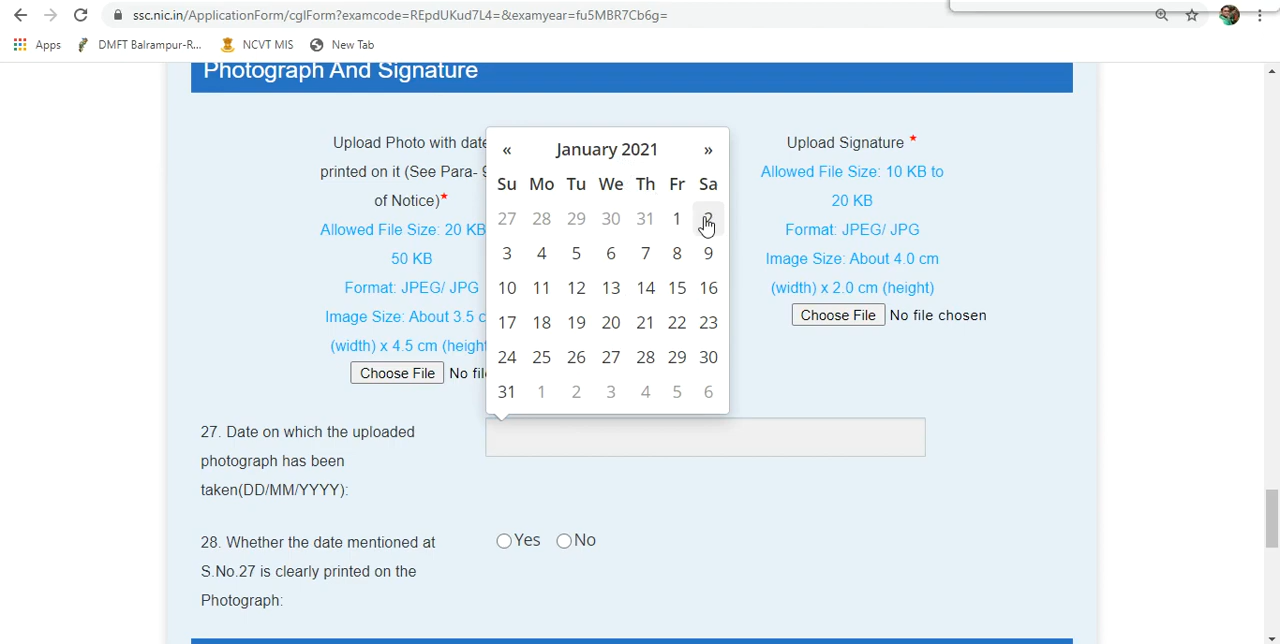 ssc.nic.in/ApplicationForm/cglForm?examcode=REpdUKud7L4=&examyear=fu5MBR7Cb6g=
Apps DMFT Balrampur-R... NCVT MIS New Tab
Photograph And Signature
Upload Photo with date
printed on it (See Para- 9
of Notice)*
Allowed File Size: 20 KB
50 KB
Format: JPEG/ JPG
Image Size: About 3.5 c
(width) x 4.5 cm (height
Choose File No file
« January 2021 »
Su Mo Tu We Th Fr Sa
27 28 29 30 31 1 2
3 4 5 6 7 8 9
10 11 12 13 14 15 16
17 18 19 20 21 22 23
24 25 26 27 28 29 30
31 1 2 3 4 5 6
Upload Signature *
Allowed File Size: 10 KB to
20 KB
Format: JPEG/ JPG
Image Size: About 4.0 cm
(width) x 2.0 cm (height)
Choose File No file chosen
27. Date on which the uploaded
photograph has been
taken(DD/MM/YYYY):
28. Whether the date mentioned at
S.No.27 is clearly printed on the
Photograph:
Yes No